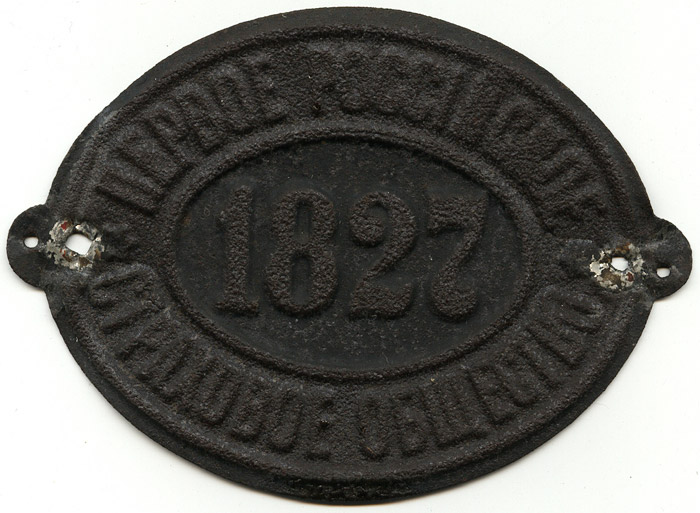 ПЕРВОЕ РОССІЙСКОЕ
1827
СТРАХОВОЕ ОБЩЕСТВО